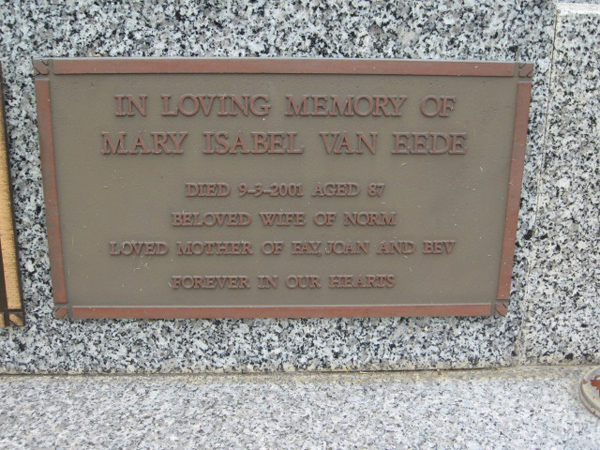 IN LOVING MEMORY OF
MARY ISABEL VAN EEDE
DIED 9-3-2001 AGED 87
BELOVED WIFE OF NORM
LOVED MOTHER OF FAY, JOAN AND BEV
FOREVER IN OUR HEARTS